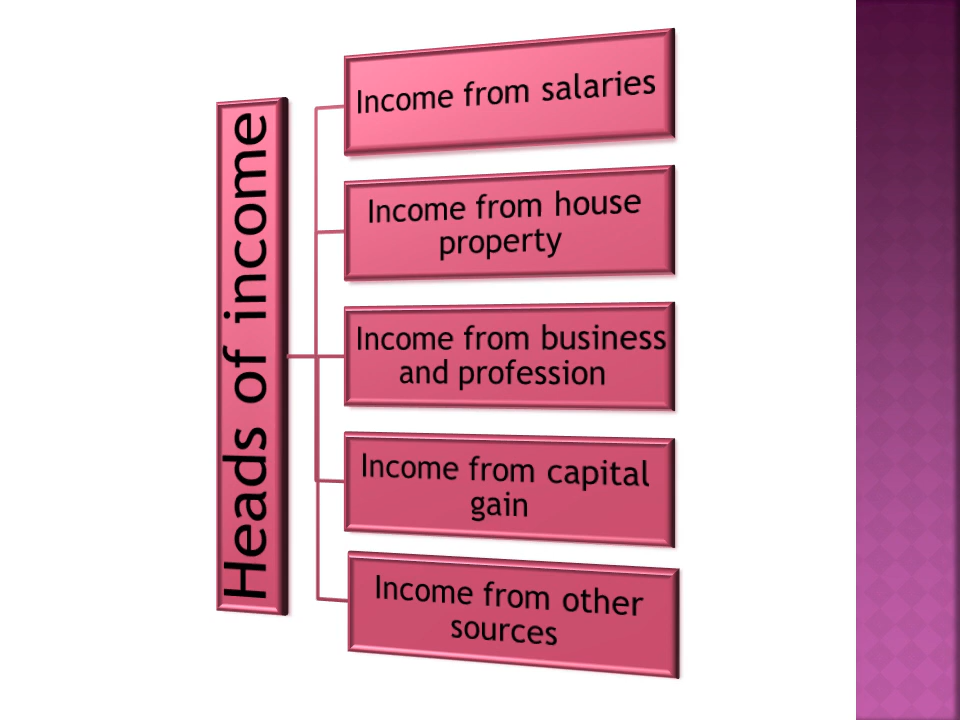 Heads of income
Income from salaries
Income from house
property
Income from business
and profession
Income from capital
gain
Income from other
sources